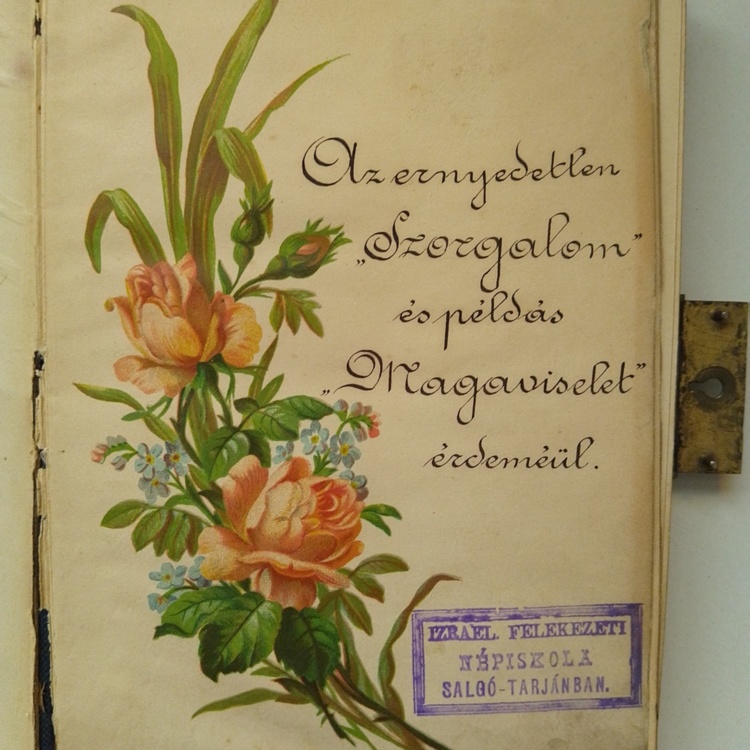 Az ernyedetlen
„Szorgalom”
és példás
„Magaviselet”
érdeméül.
IZRAEL. FELEKEZETI
NÉPISKOLA
SALGÓ-TARJÁNBAN.